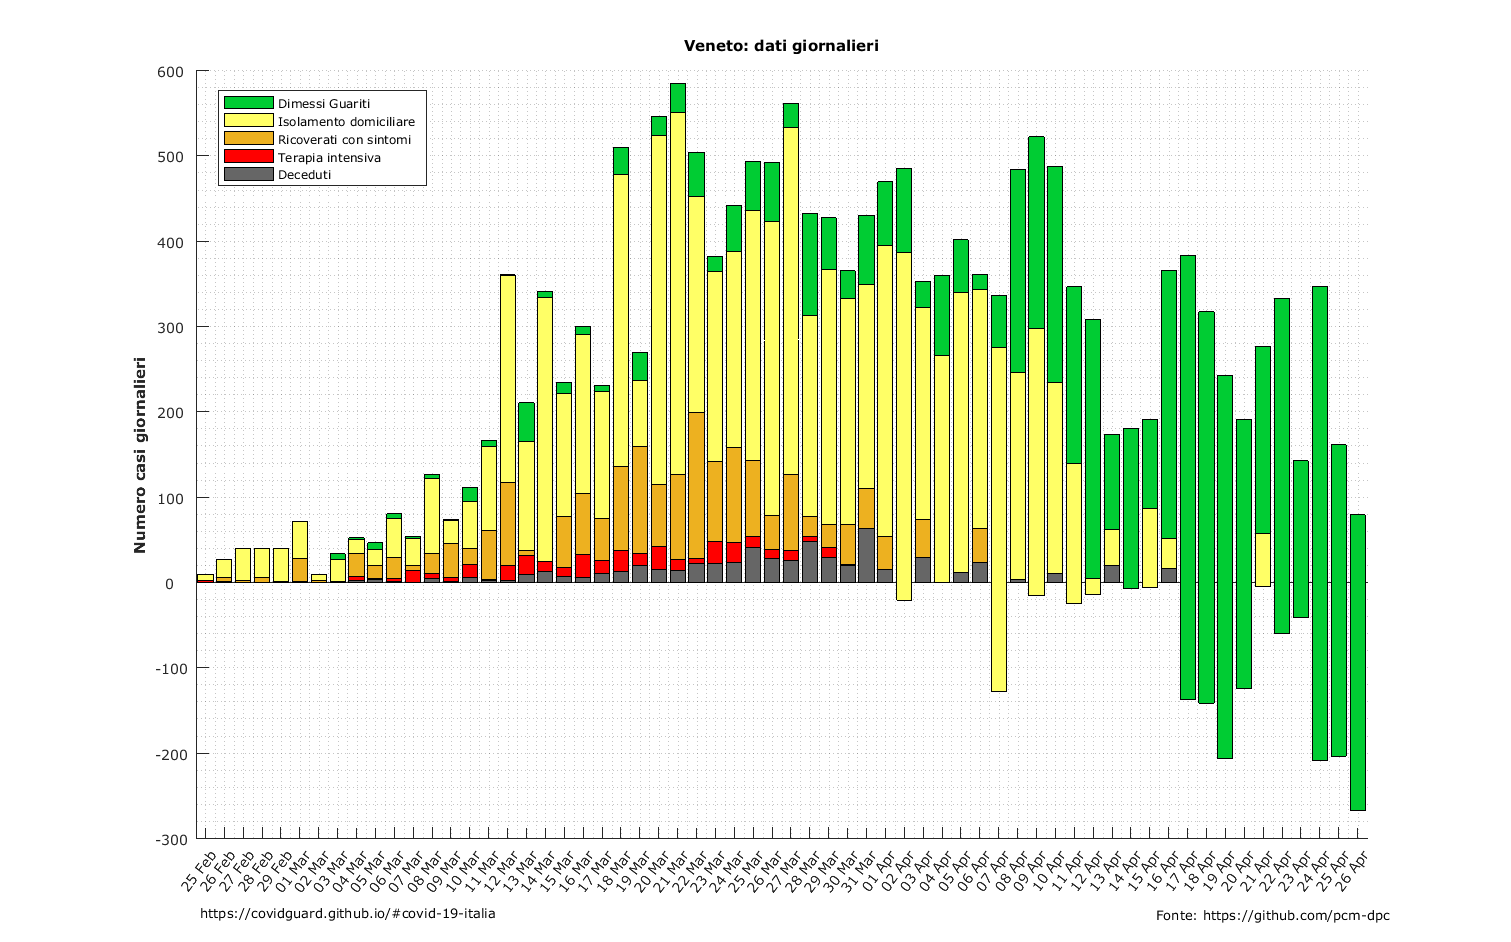 Veneto: dati giornalieri
600
500
400
300
200
100
0
-100
-200
-300
Numero casi giornalieri
Dimessi Guariti
Isolamento domiciliare
Ricoverati con sintomi
Terapia intensiva
Deceduti
25 Feb
26 Feb
27 Feb
28 Feb
29 Feb
01 Mar
02 Mar
03 Mar
04 Mar
05 Mar
06 Mar
07 Mar
08 Mar
09 Mar
10 Mar
11 Mar
12 Mar
13 Mar
14 Mar
15 Mar
16 Mar
17 Mar
18 Mar
19 Mar
20 Mar
21 Mar
22 Mar
23 Mar
24 Mar
25 Mar
26 Mar
27 Mar
28 Mar
29 Mar
30 Mar
31 Mar
01 Apr
02 Apr
03 Apr
04 Apr
05 Apr
06 Apr
07 Apr
08 Apr
09 Apr
10 Apr
11 Apr
12 Apr
13 Apr
14 Apr
15 Apr
16 Apr
17 Apr
18 Apr
19 Apr
20 Apr
21 Apr
22 Apr
23 Apr
24 Apr
25 Apr
26 Apr
https://covidguard.github.io/#covid-19-italia
Fonte: https://github.com/pcm-dpc